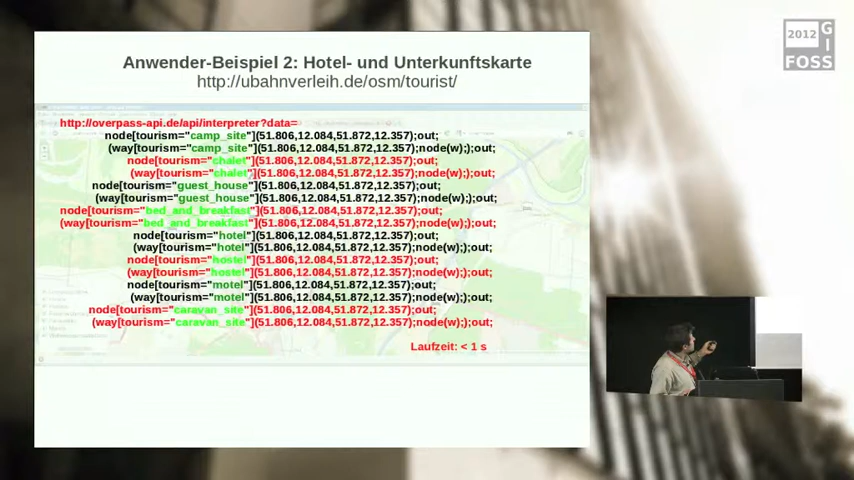 2012
GI
FOSS
Anwender-Beispiel 2: Hotel- und Unterkunftskarte
http://ubahnverleih.de/osm/tourist/
http://overpass-api.de/api/interpreter?data=
node[tourism="camp_site"](51.806,12.084,51.872,12.357);out;
(way[tourism="camp_site"](51.806,12.084,51.872,12.357);node(w););out;
node[tourism="chalet"](51.806,12.084,51.872,12.357);out;
(way[tourism="chalet"](51.806,12.084,51.872,12.357);node(w););out;
node[tourism="guest_house"](51.806,12.084,51.872,12.357);out;
(way[tourism="guest_house"](51.806,12.084,51.872,12.357);node(w););out;
node[tourism="bed_and_breakfast"](51.806,12.084,51.872,12.357);out;
(way[tourism="bed_and_breakfast"](51.806,12.084,51.872,12.357);node(w););out;
node[tourism="hotel"](51.806,12.084,51.872,12.357);out;
(way[tourism="hotel"](51.806,12.084,51.872,12.357);node(w););out;
node[tourism="hostel"](51.806,12.084,51.872,12.357);out;
(way[tourism="hostel"](51.806,12.084,51.872,12.357);node(w););out;
node[tourism="motel"](51.806,12.084,51.872,12.357);out;
(way[tourism="motel"](51.806,12.084,51.872,12.357);node(w););out;
node[tourism="caravan_site"](51.806,12.084,51.872,12.357);out;
(way[tourism="caravan_site"](51.806,12.084,51.872,12.357);node(w););out;
Laufzeit: < 1 s